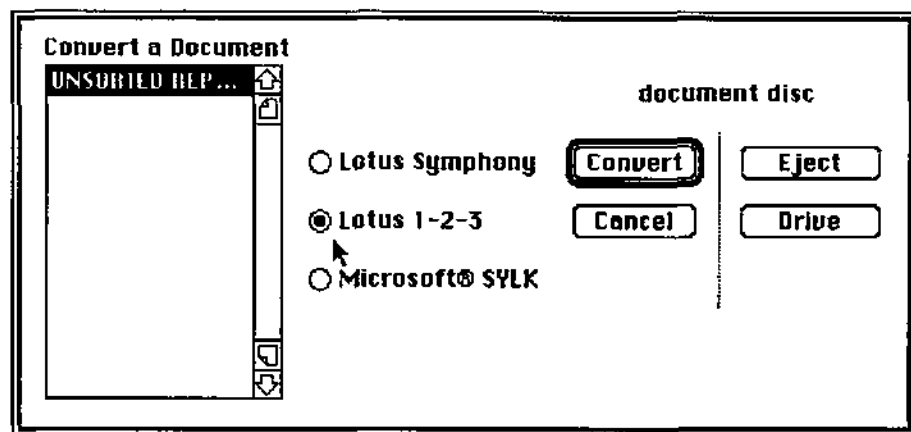 Convert a Document
UNSORTED REP...
document disc
Lotus Symphony
Convert
Eject
Lotus 1-2-3
Cancel
Drive
Microsoft® SYLK